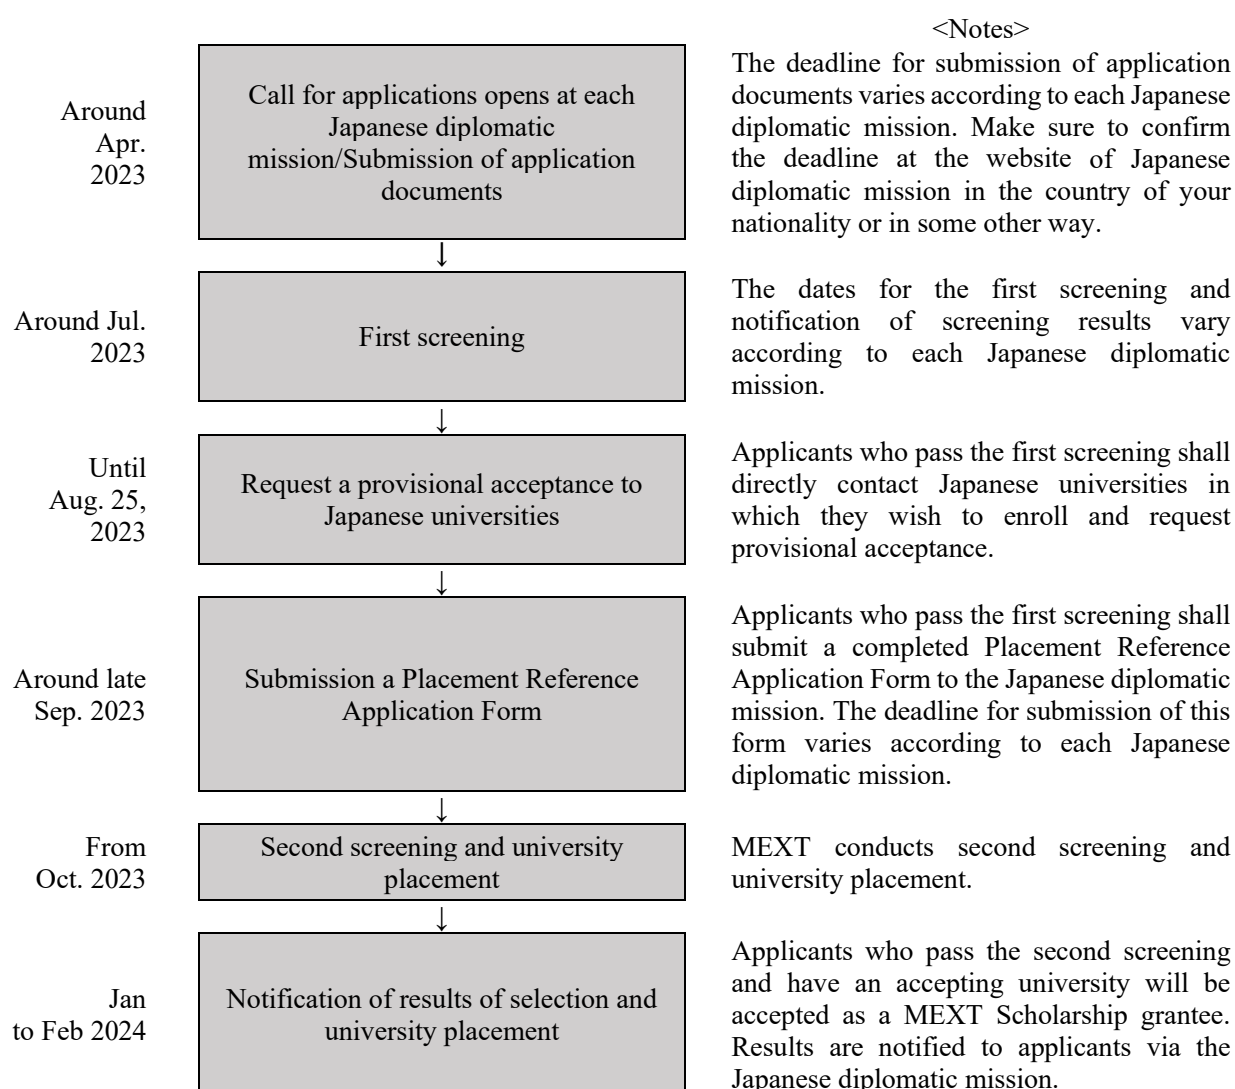 <Notes>
Around
Apr.
2023
Call for applications opens at each
Japanese diplomatic
mission/Submission of application
documents
The deadline for submission of application
documents varies according to each Japanese
diplomatic mission. Make sure to confirm
the deadline at the website of Japanese
diplomatic mission in the country of your
nationality or in some other way.
↓
Around Jul.
2023
First screening
The dates for the first screening and
notification of screening results vary
according to each Japanese diplomatic
mission.
↓
Until
Aug. 25,
2023
Request a provisional acceptance to
Japanese universities
Applicants who pass the first screening shall
directly contact Japanese universities in
which they wish to enroll and request
provisional acceptance.
↓
Around late
Sep. 2023
Submission a Placement Reference
Application Form
Applicants who pass the first screening shall
submit a completed Placement Reference
Application Form to the Japanese diplomatic
mission. The deadline for submission of this
form varies according to each Japanese
diplomatic mission.
↓
From
Oct. 2023
Second screening and university
placement
MEXT conducts second screening and
university placement.
↓
Jan
to Feb 2024
Notification of results of selection and
university placement
Applicants who pass the second screening
and have an accepting university will be
accepted as a MEXT Scholarship grantee.
Results are notified to applicants via the
Japanese diplomatic mission.